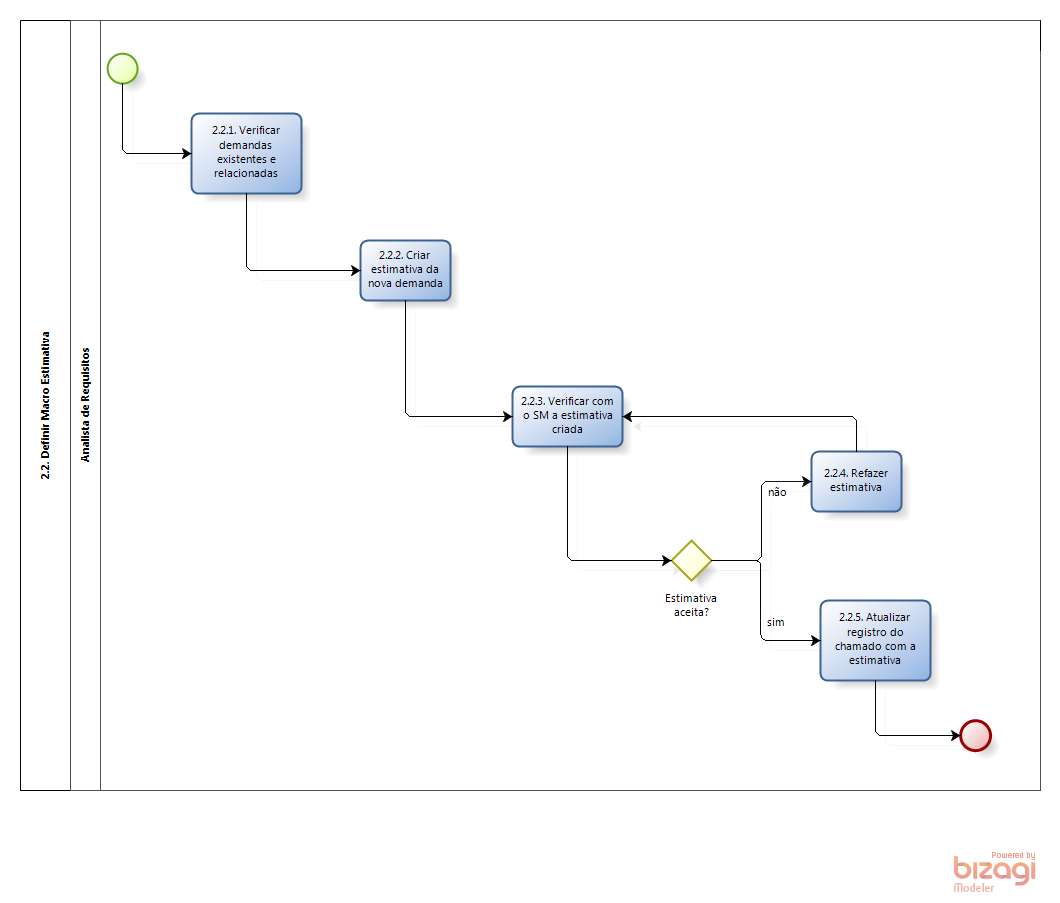 2.2. Definir Macro Estimativa
Analista de Requisitos
2.2.1. Verificar
demandas
existentes e
relacionadas
2.2.2. Criar
estimativa da
nova demanda
2.2.3. Verificar com
o SM a estimativa
criada
2.2.4. Refazer
estimativa
não
Estimativa
aceita?
sim
2.2.5. Atualizar
registro do
chamado com a
estimativa
Powered by
bizagi
Modeler